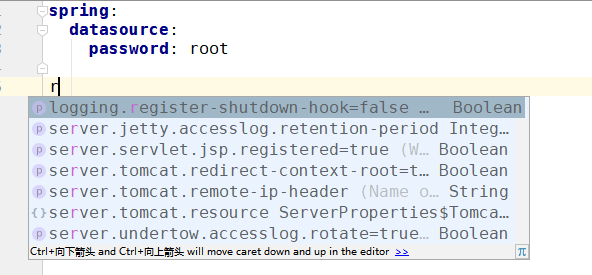 spring:
datasource:
password: root
r
p logging.register-shutdown-hook=false … Boolean
p server.jetty.accesslog.retention-period Integ…
p server.servlet.jsp.registered=true (W… Boolean
p server.tomcat.redirect-context-root=t… Boolean
p server.tomcat.remote-ip-header (Name o… String
{} server.tomcat.resource ServerProperties$Tomca…
p server.undertow.accesslog.rotate=true… Boolean
Ctrl+向下箭头 and Ctrl+向上箭头 will move caret down and up in the editor >> π